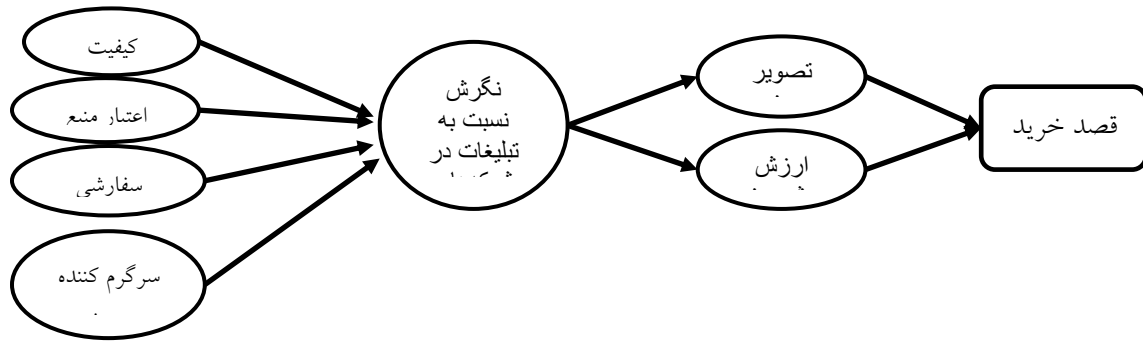 کیفیت
اعتبار منبع
سفارشی
سرگرم کننده
نگرش
نسبت به
تبلیغات در
تصویر
ارزش
قصد خرید